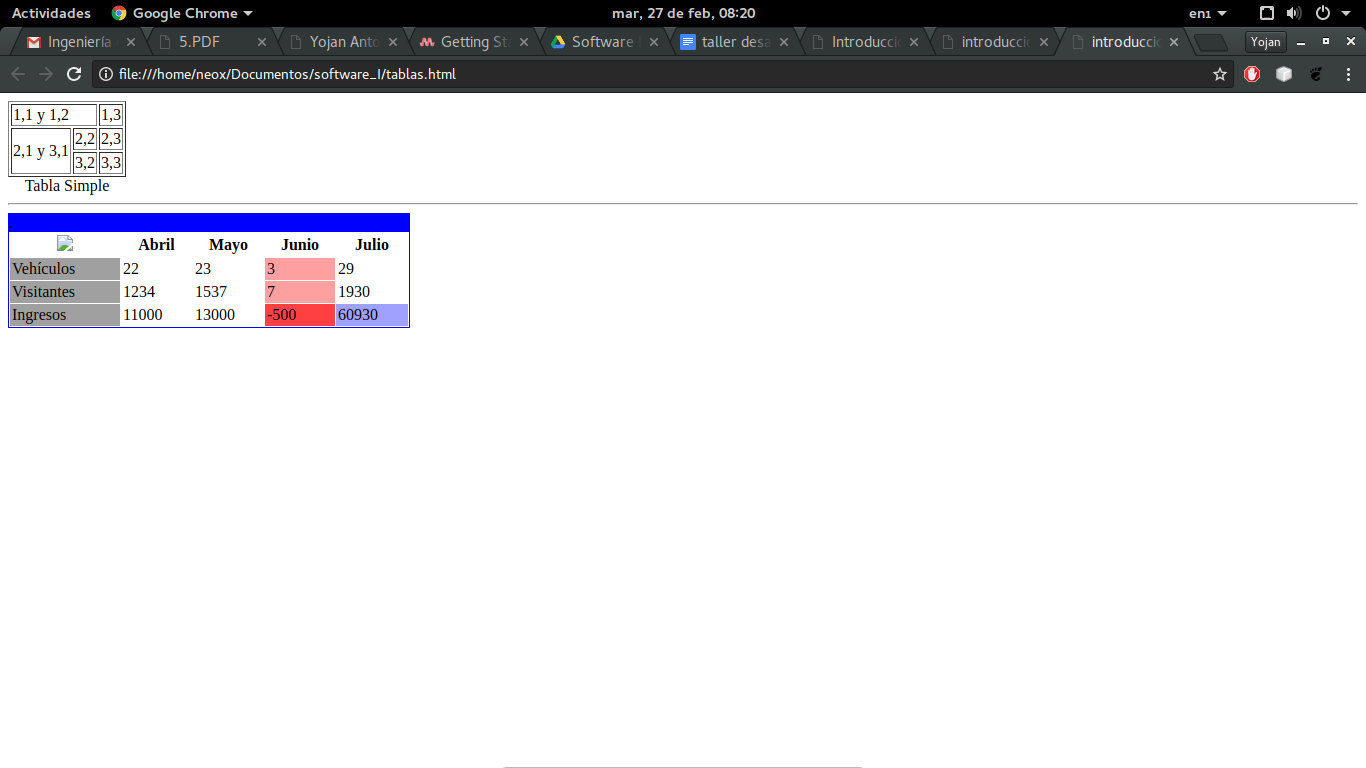 Actividades Google Chrome mar, 27 de feb, 08:20 en1
Ingeniería 5.PDF Yojan Anto Getting Sta Software taller desa Introducci introducci introducci Yojan
file:///home/neox/Documentos/software_I/tablas.html
1,1 y 1,2 1,3
2,1 y 3,1 2,2 2,3
3,2 3,3
Tabla Simple
Abril Mayo Junio Julio
Vehículos 22 23 3 29
Visitantes 1234 1537 7 1930
Ingresos 11000 13000 -500 60930